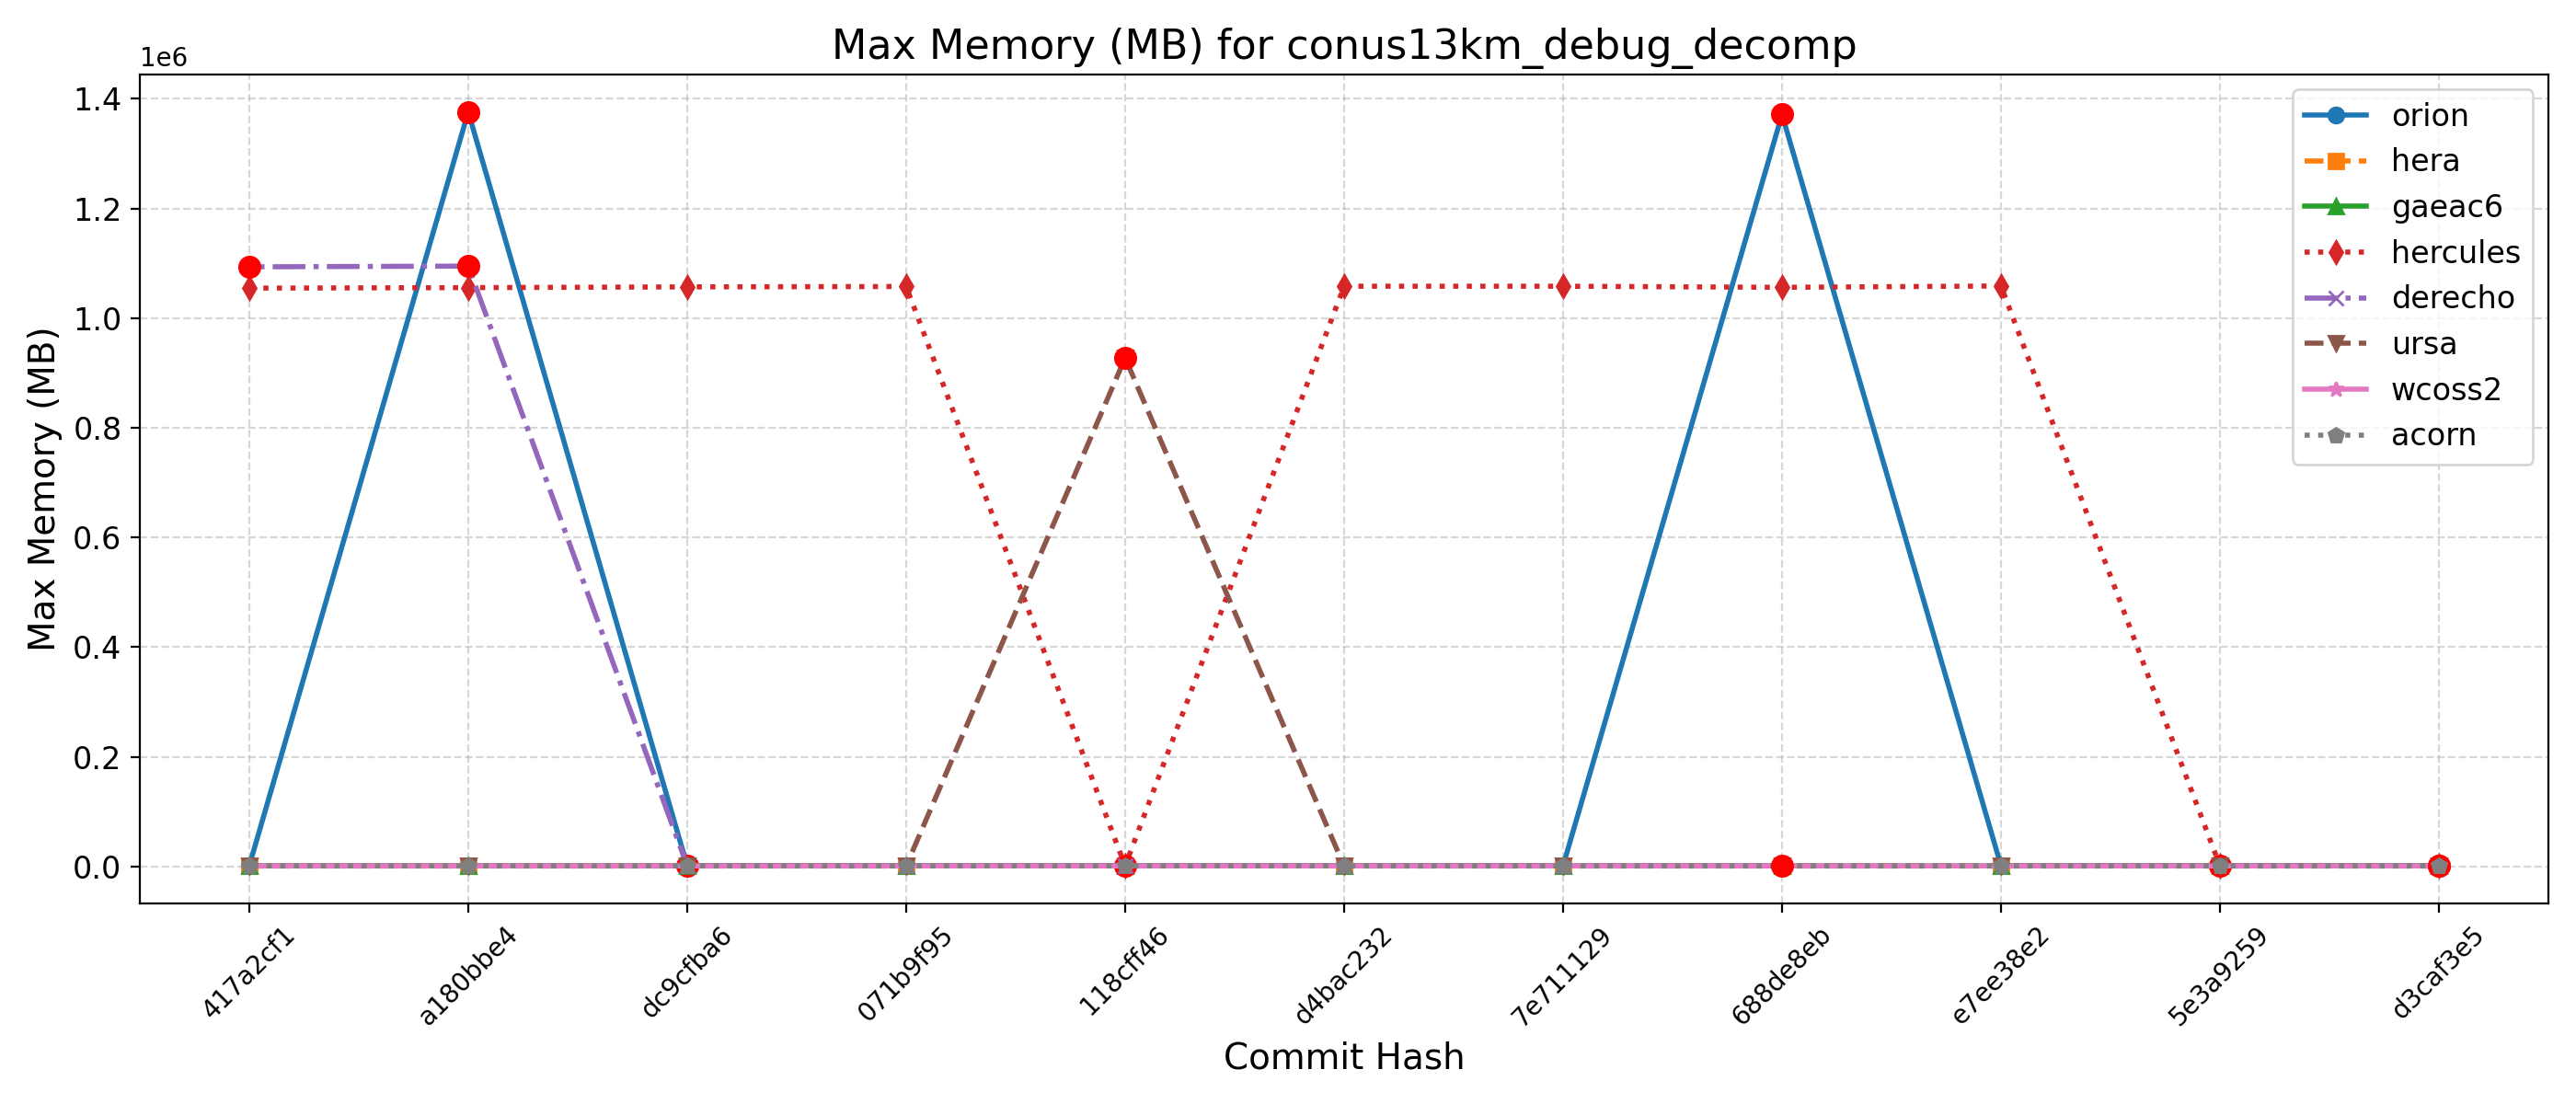 Max Memory (MB) for conus13km_debug_decomp
1e6
1.4
1.2
1.0
0.8
0.6
0.4
0.2
0.0
Max Memory (MB)
orion
hera
gaeac6
hercules
derecho
ursa
wcoss2
acorn
417a2cf1
a180bbe4
dc9cfba6
071b9f95
118cff46
d4bac232
7e711129
688de8eb
e7ee38e2
5e3a9259
d3caf3e5
Commit Hash